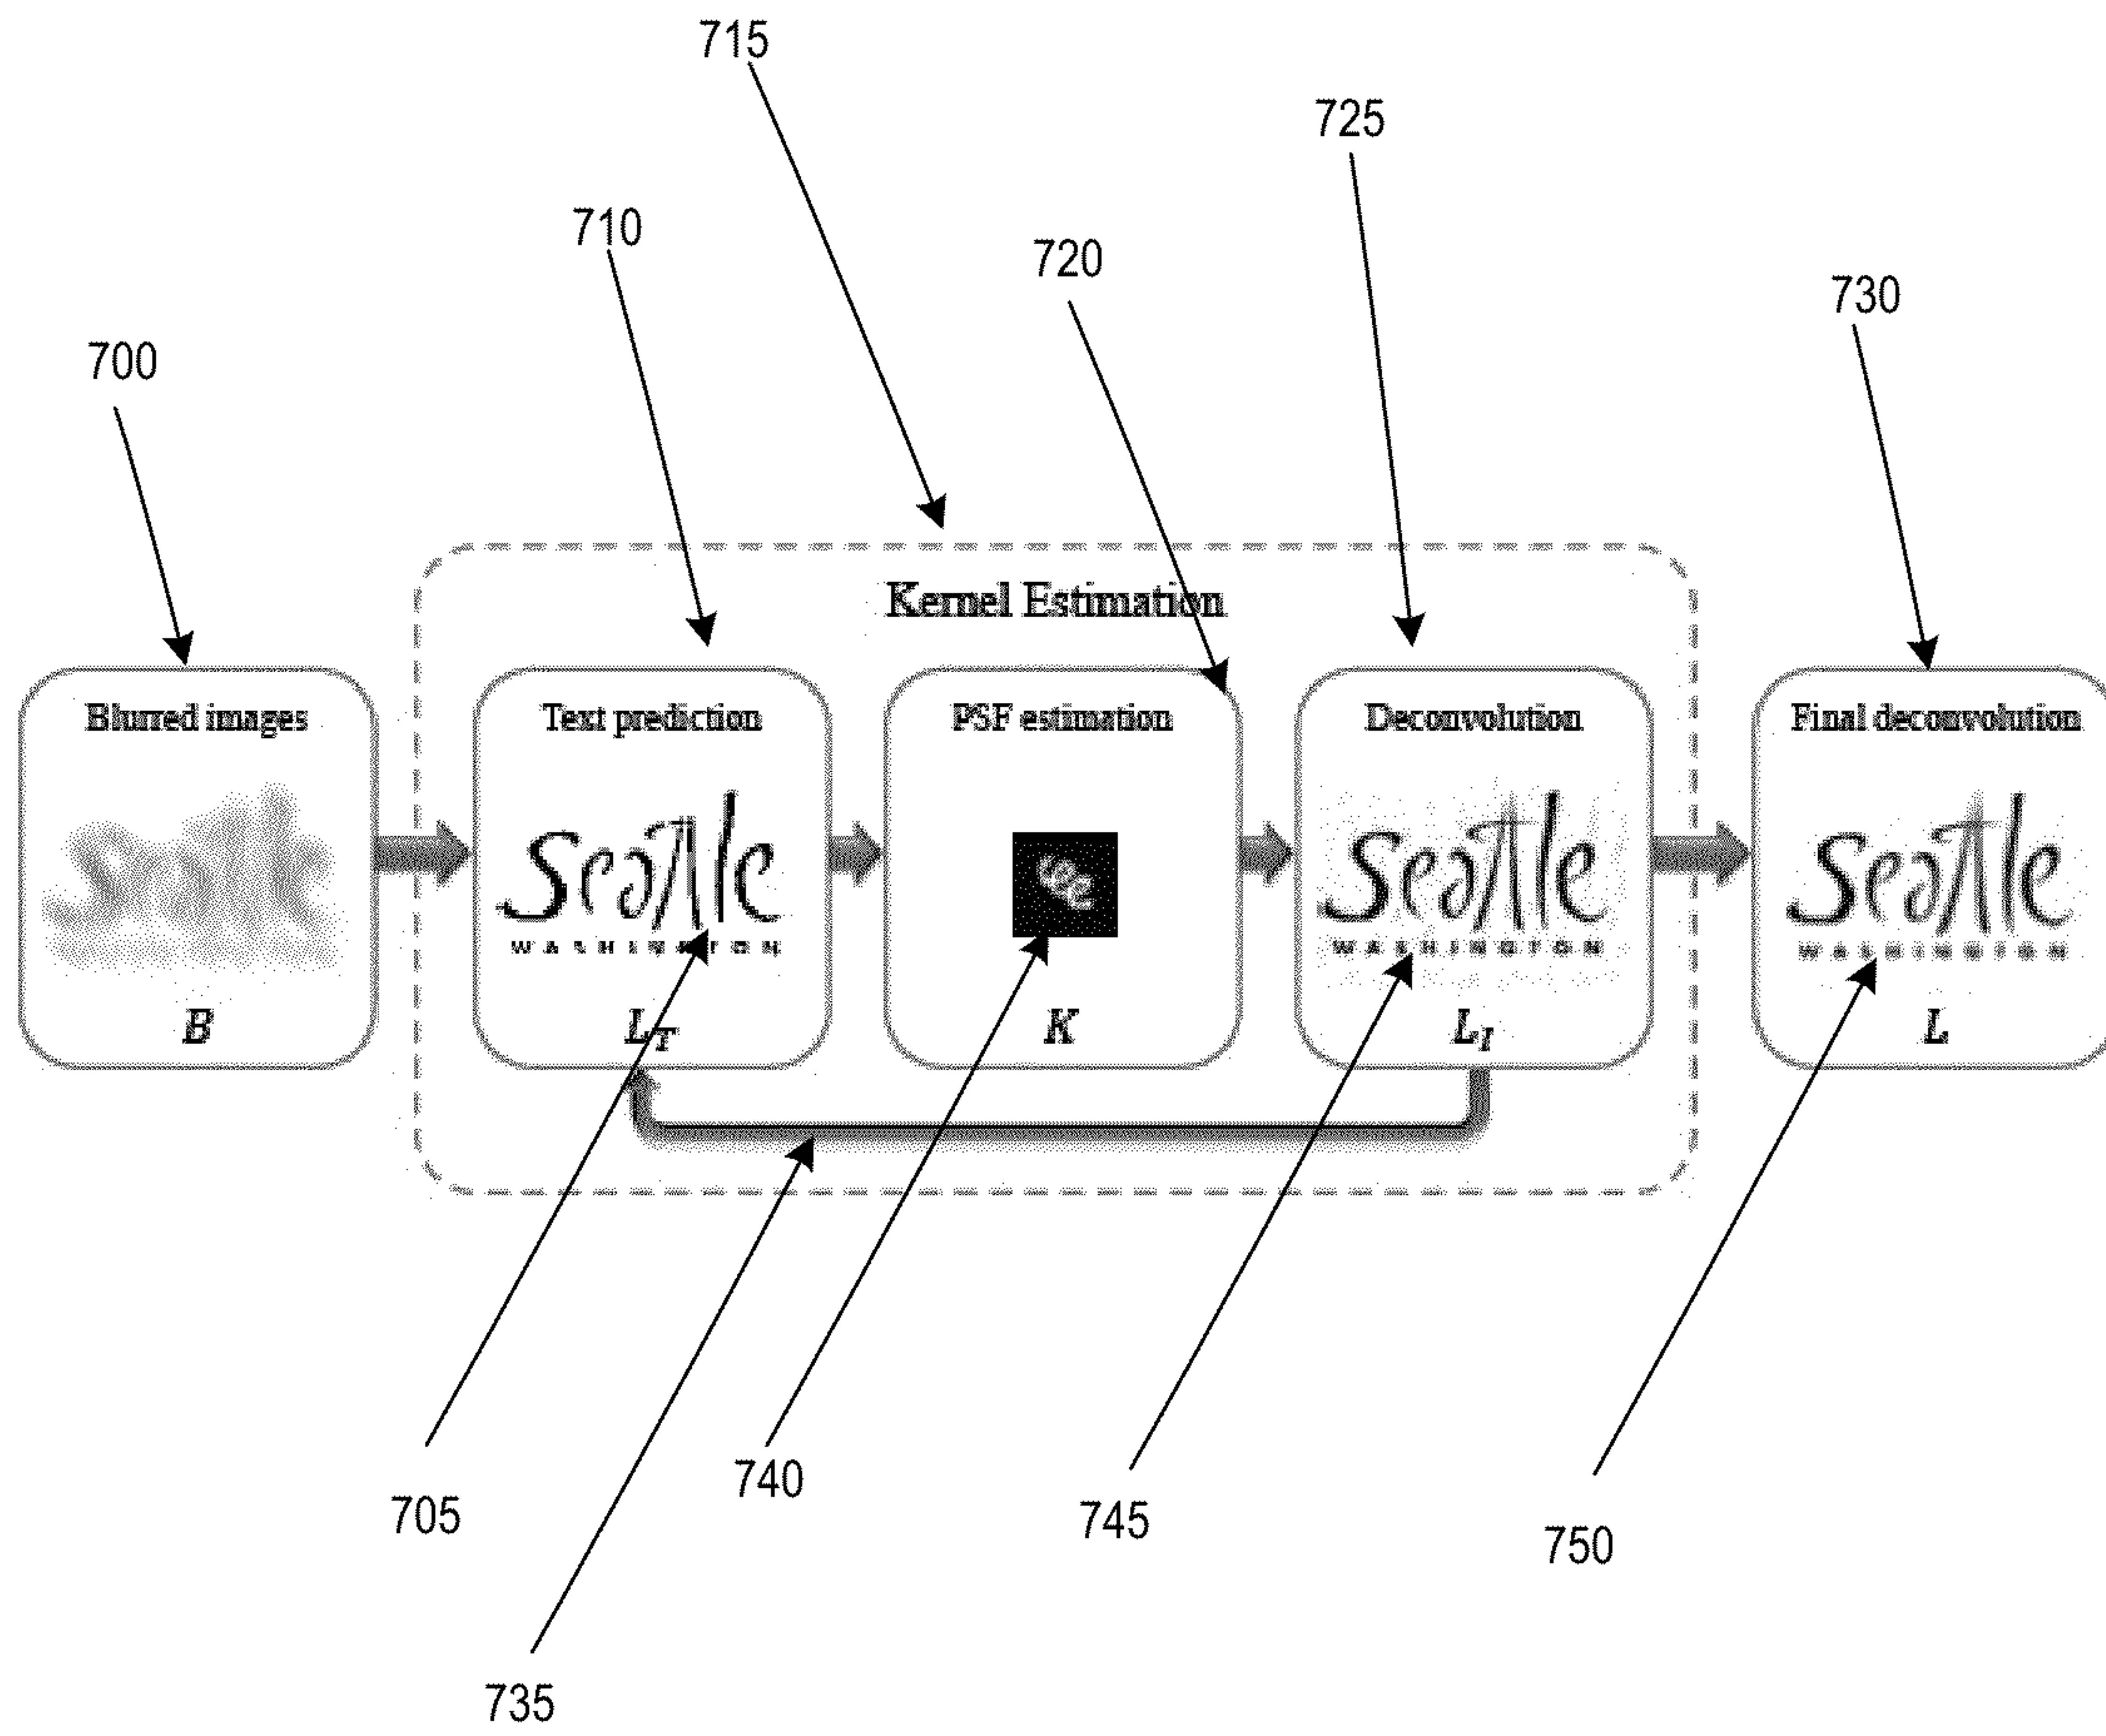 715
725
710
720
730
700
Kernel Estimation
Blurred images
Text prediction
PSF estimation
Deconvolution
Final deconvolution
Seattle
Seattle
Seattle
WASHINGTON
B
L_T
K
L_I
L
705
740
745
750
735